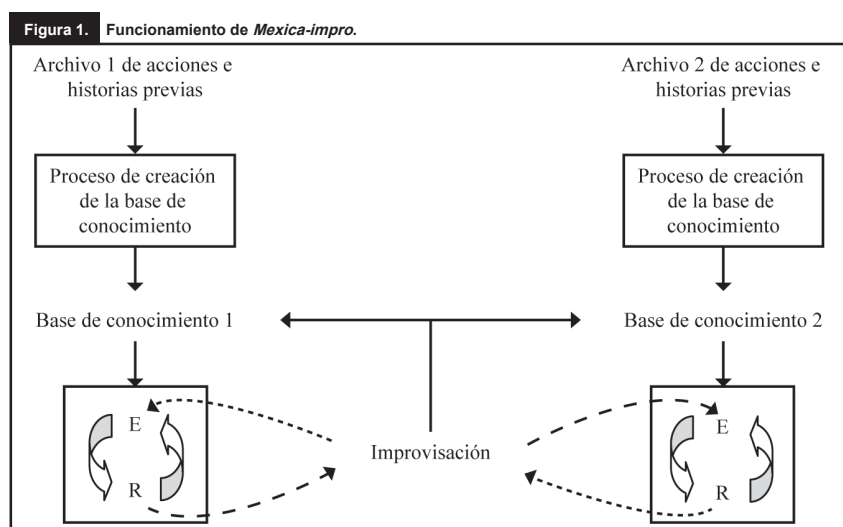 Figura 1. Funcionamiento de Mexica-impro.
Archivo 1 de acciones e
historias previas
Archivo 2 de acciones e
historias previas
Proceso de creación
de la base de
conocimiento
Proceso de creación
de la base de
conocimiento
Base de conocimiento 1
Base de conocimiento 2
E
R
Improvisación
E
R